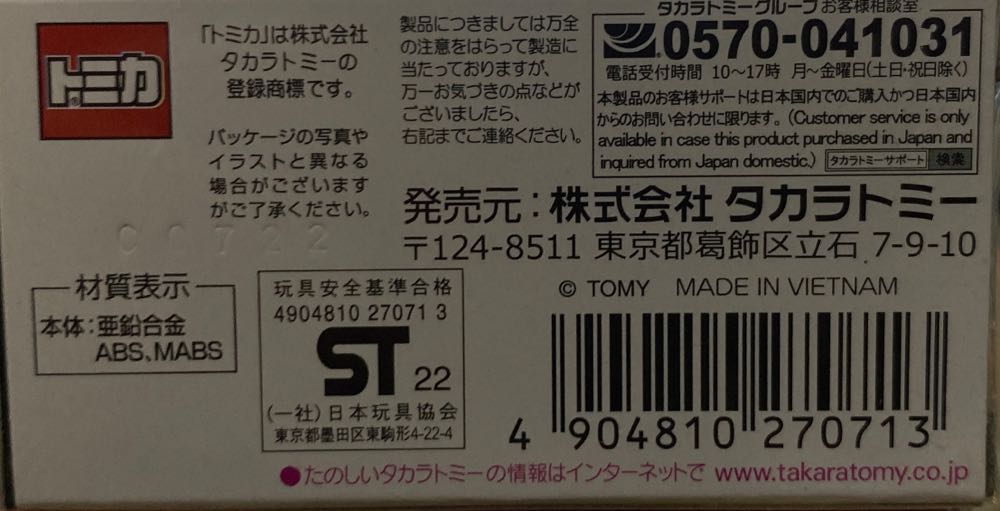 トミカ®
「トミカ」は株式会社
タカラトミーの
登録商標です。
パッケージの写真や
イラストと異なる
場合がございます
がご了承ください。
製品につきましては万全
の注意をはらって製造に
当たっておりますが、
万一お気づきの点などが
ございましたら、
右記までご連絡ください。
タカラトミーグループ お客様相談室
0570-041031
電話受付時間 10〜17時 月〜金曜日(土日・祝日除く)
本製品のお客様サポートは日本国内でのご購入かつ日本国内
からのお問い合わせに限ります。(Customer service is only
available in case this product purchased in Japan and
inquired from Japan domestic.) タカラトミーサポート 検索
発売元:株式会社 タカラトミー
〒124-8511 東京都葛飾区立石 7-9-10
材質表示
本体:亜鉛合金
ABS、MABS
玩具安全基準合格
4904810 27071 3
ST 22
(一社)日本玩具協会
東京都墨田区東駒形4-22-4
© TOMY MADE IN VIETNAM
4 904810 270713
●たのしいタカラトミーの情報はインターネットで www.takaratomy.co.jp